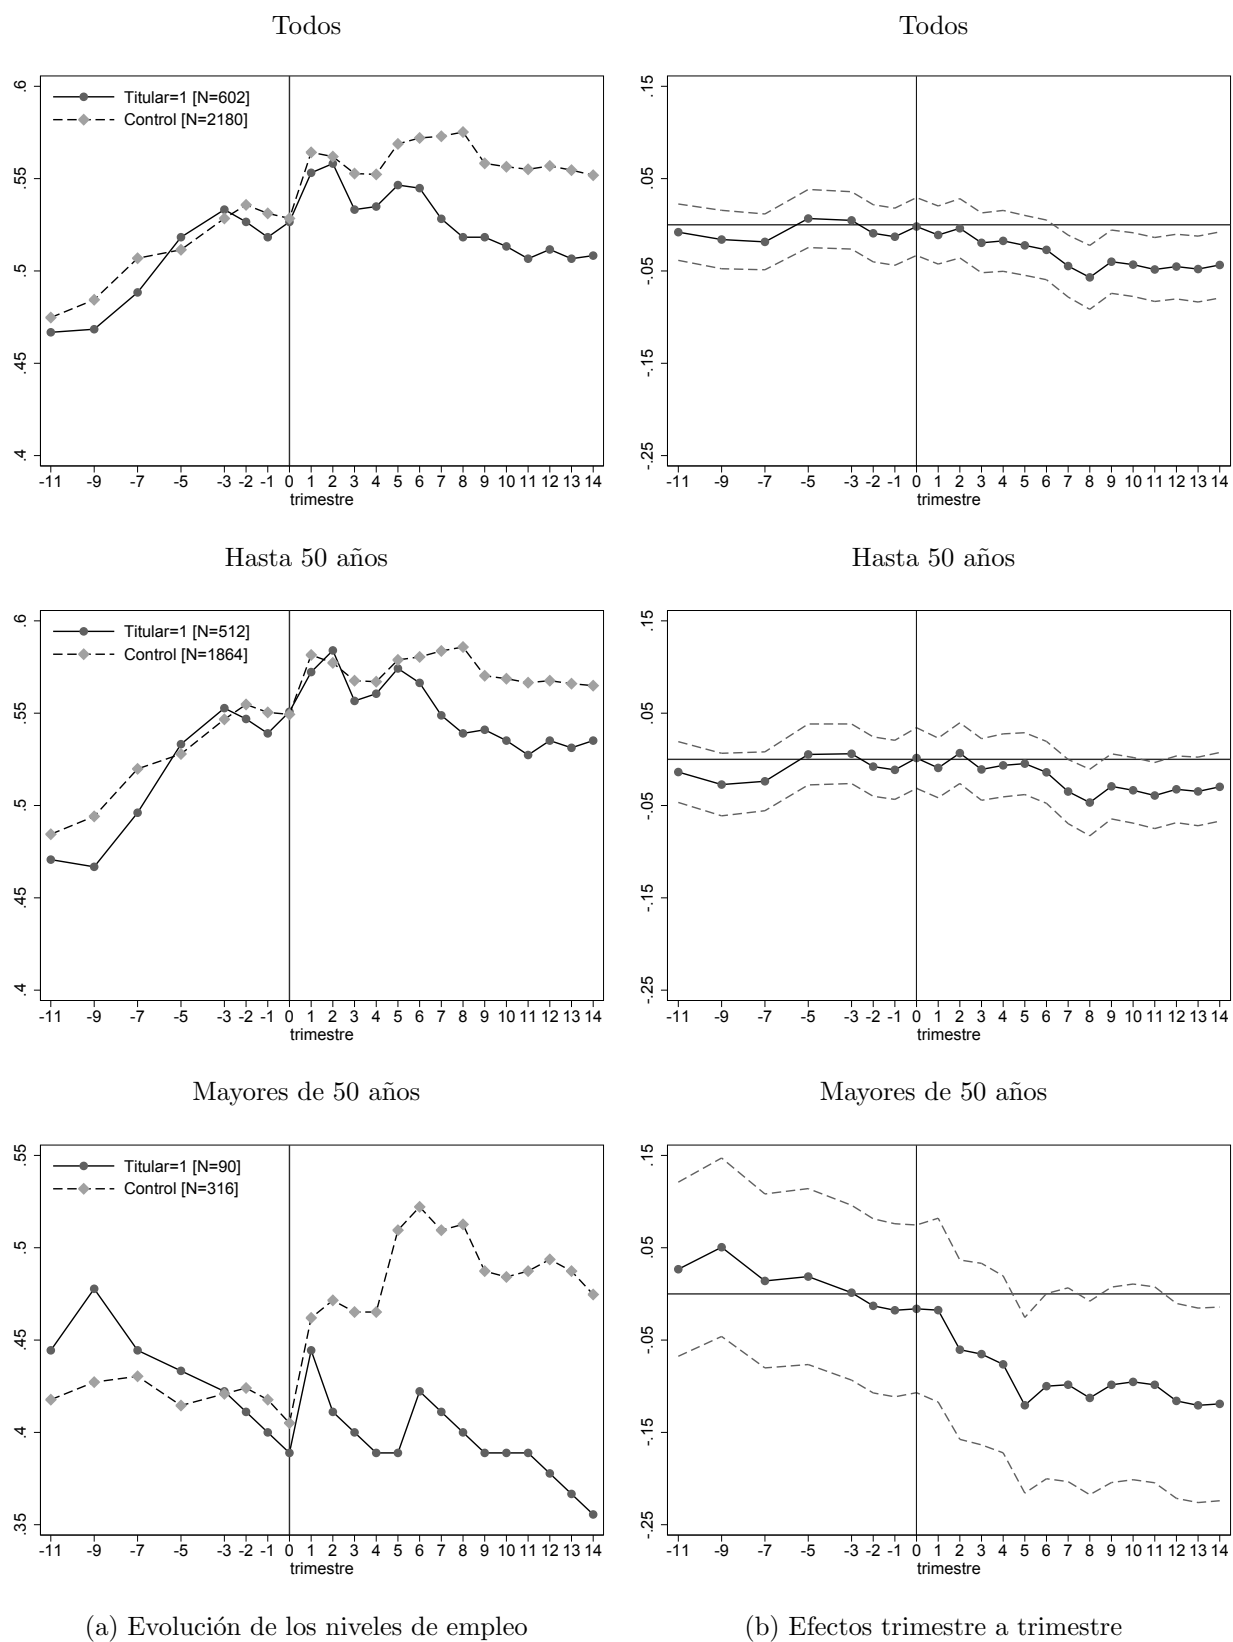 Todos
.6
.55
.5
.45
.4
Titular=1 [N=602]
Control [N=2180]
-11 -9 -7 -5 -3 -2 -1 0 1 2 3 4 5 6 7 8 9 10 11 12 13 14
trimestre
Todos
.15
.05
-.05
-.15
-.25
-11 -9 -7 -5 -3 -2 -1 0 1 2 3 4 5 6 7 8 9 10 11 12 13 14
trimestre
Hasta 50 años
.6
.55
.5
.45
.4
Titular=1 [N=512]
Control [N=1864]
-11 -9 -7 -5 -3 -2 -1 0 1 2 3 4 5 6 7 8 9 10 11 12 13 14
trimestre
Hasta 50 años
.15
.05
-.05
-.15
-.25
-11 -9 -7 -5 -3 -2 -1 0 1 2 3 4 5 6 7 8 9 10 11 12 13 14
trimestre
Mayores de 50 años
.55
.5
.45
.4
.35
Titular=1 [N=90]
Control [N=316]
-11 -9 -7 -5 -3 -2 -1 0 1 2 3 4 5 6 7 8 9 10 11 12 13 14
trimestre
Mayores de 50 años
.15
.05
-.05
-.15
-.25
-11 -9 -7 -5 -3 -2 -1 0 1 2 3 4 5 6 7 8 9 10 11 12 13 14
trimestre
(a) Evolución de los niveles de empleo
(b) Efectos trimestre a trimestre